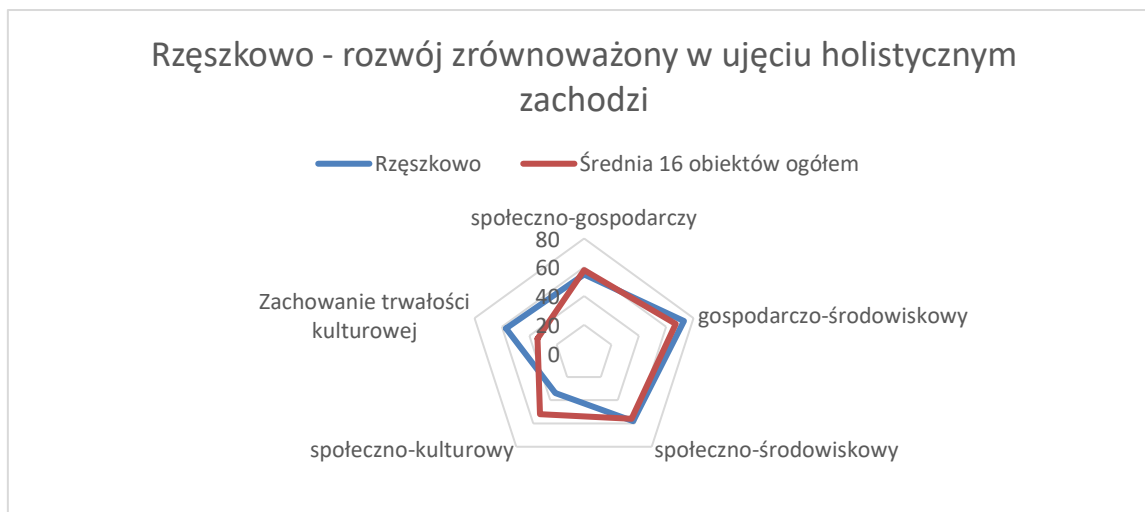 Rzęszkowo - rozwój zrównoważony w ujęciu holistycznym
zachodzi
Rzęszkowo
Średnia 16 obiektów ogółem
społeczno-gospodarczy
80
60
40
20
0
gospodarczo-środowiskowy
społeczno-środowiskowy
społeczno-kulturowy
Zachowanie trwałości
kulturowej